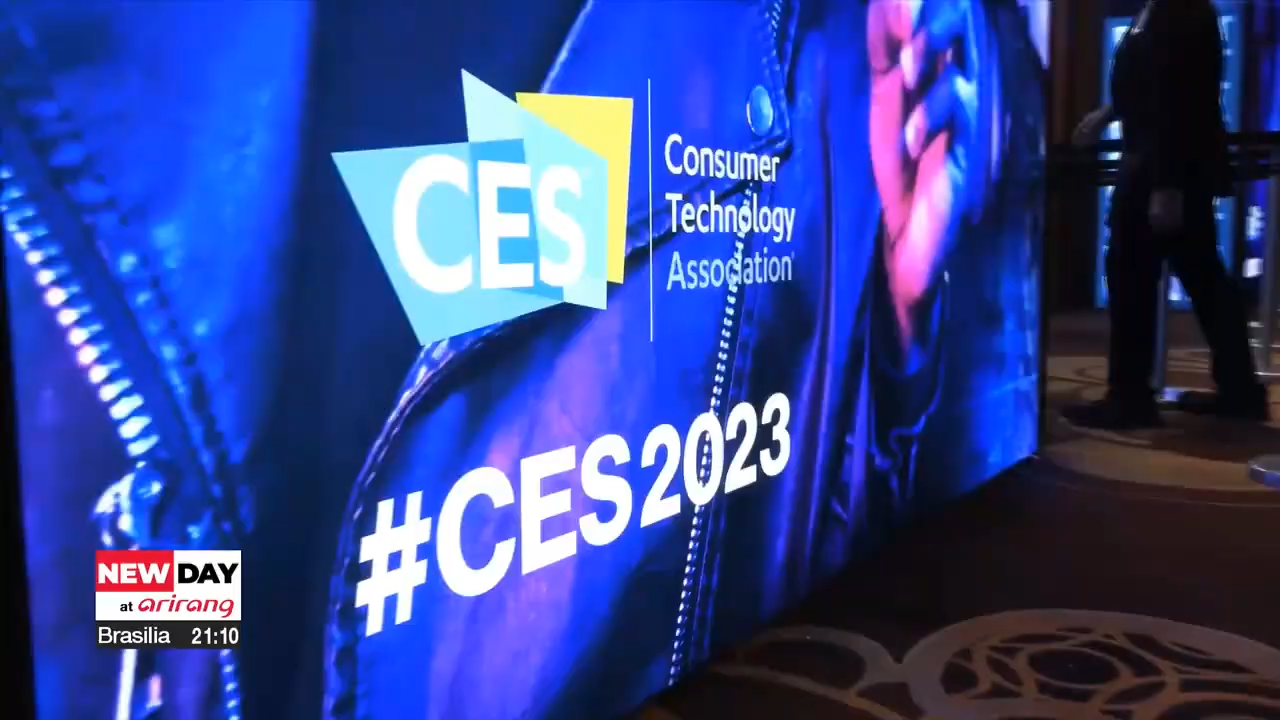 CES
Consumer
Technology
Association
#CES2023
NEW DAY
at arirang
Brasilia 21:10